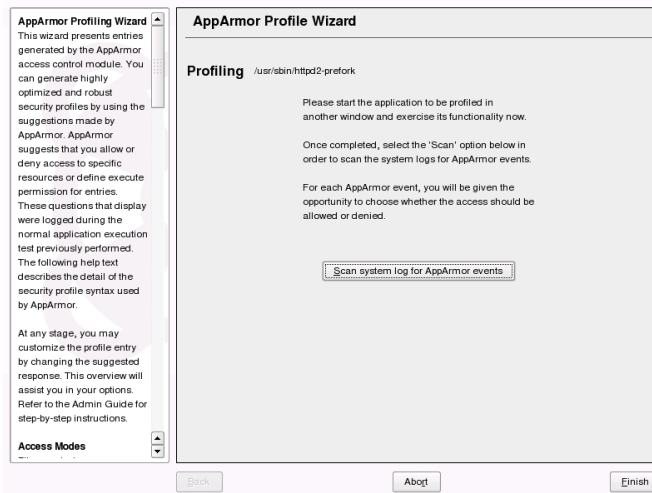 AppArmor Profiling Wizard
This wizard presents entries
generated by the AppArmor
access control module. You
can generate highly
optimized and robust
security profiles by using the
suggestions made by
AppArmor. AppArmor
suggests that you allow or
deny access to specific
resources or define execute
permission for entries.
These questions that display
were logged during the
normal application execution
test previously performed.
The following help text
describes the detail of the
security profile syntax used
by AppArmor.
At any stage, you may
customize the profile entry
by changing the suggested
response. This overview will
assist you in your options.
Refer to the Admin Guide for
step-by-step instructions.
Access Modes
AppArmor Profile Wizard
Profiling /usr/sbin/httpd2-prefork
Please start the application to be profiled in
another window and exercise its functionality now.
Once completed, select the 'Scan' option below in
order to scan the system logs for AppArmor events.
For each AppArmor event, you will be given the
opportunity to choose whether the access should be
allowed or denied.
Scan system log for AppArmor events
Back
Abort
Finish